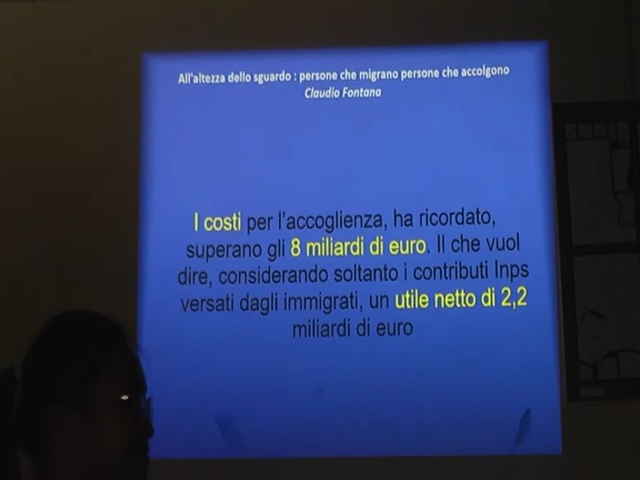 All'altezza dello sguardo : persone che migrano persone che accolgono
Claudio Fontana
I costi per l'accoglienza, ha ricordato,
superano gli 8 miliardi di euro. Il che vuol
dire, considerando soltanto i contributi Inps
versati dagli immigrati, un utile netto di 2,2
miliardi di euro